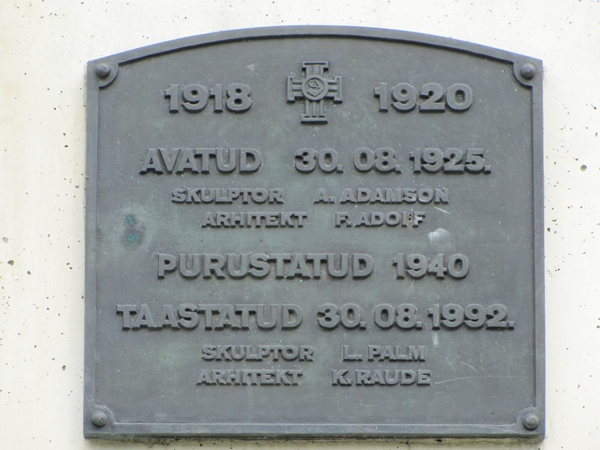 1918 1920
AVATUD 30. 08. 1925.
SKULPTOR A. ADAMSON
ARHITEKT F. ADOFF
PURUSTATUD 1940
TAASTATUD 30. 08. 1992.
SKULPTOR L. PALM
ARHITEKT K. RAUDE